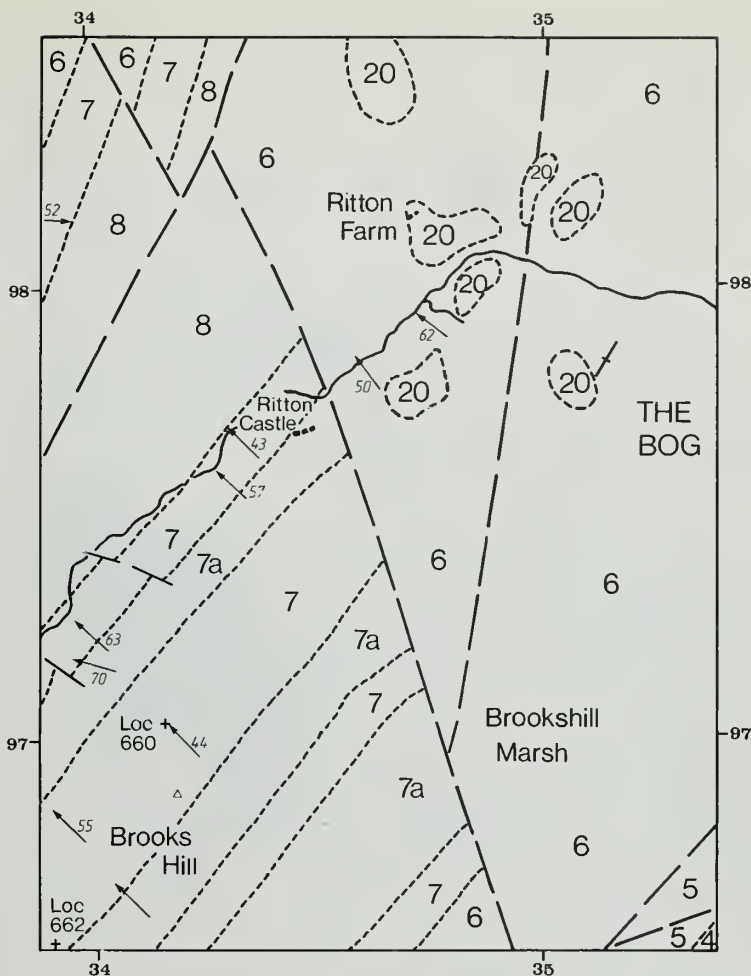 34 35
6 6 7 8 20 6
7
6 20
52 8 Ritton
Farm 20 20
98 98
8 20
62
50 20 20
Ritton
Castle
43 THE
BOG
57
7 7a 6 6
7
63 7a
70
7
Loc
660
44 Brookshill
Marsh
97 97
7a
55 Brooks
Hill 6
5
Loc
662 7 6 5 4
34 35